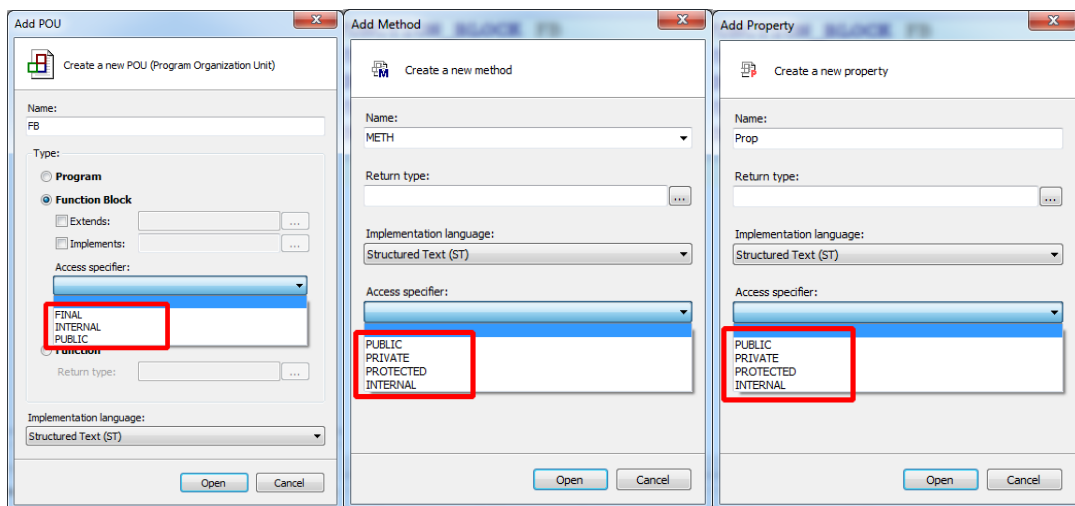 Add POU
Create a new POU (Program Organization Unit)
Name:
FB
Type:
Program
Function Block
Extends:
...
Implements:
...
Access specifier:
FINAL
INTERNAL
PUBLIC
Function
Return type:
...
Implementation language:
Structured Text (ST)
Open
Cancel
Add Method
Create a new method
Name:
METH
Return type:
...
Implementation language:
Structured Text (ST)
Access specifier:
PUBLIC
PRIVATE
PROTECTED
INTERNAL
Open
Cancel
Add Property
Create a new property
Name:
Prop
Return type:
...
Implementation language:
Structured Text (ST)
Access specifier:
PUBLIC
PRIVATE
PROTECTED
INTERNAL
Open
Cancel